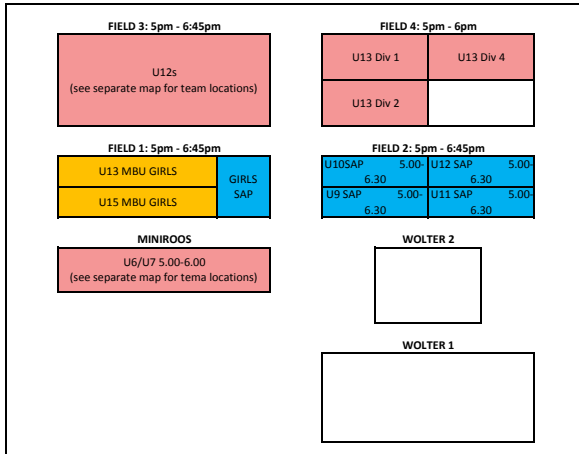 FIELD 3: 5pm - 6:45pm
U12s
(see separate map for team locations)
FIELD 4: 5pm - 6pm
U13 Div 1
U13 Div 4
U13 Div 2
FIELD 1: 5pm - 6:45pm
U13 MBU GIRLS
U15 MBU GIRLS
GIRLS
SAP
FIELD 2: 5pm - 6:45pm
U10SAP 5.00-
6.30
U12 SAP 5.00-
6.30
U9 SAP 5.00-
6.30
U11 SAP 5.00-
6.30
MINIROOS
U6/U7 5.00-6.00
(see separate map for tema locations)
WOLTER 2
WOLTER 1